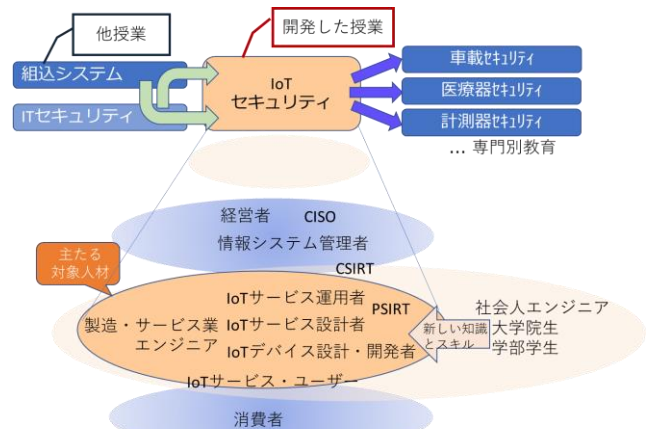 他授業
開発した授業
組込システム
ITセキュリティ
IoT
セキュリティ
車載セキュリティ
医療器セキュリティ
計測器セキュリティ
... 専門別教育
経営者 CISO
情報システム管理者
CSIRT
主たる
対象人材
IoTサービス運用者
PSIRT
製造・サービス業
エンジニア
IoTサービス設計者
IoTデバイス設計・開発者
IoTサービス・ユーザー
新しい知識
とスキル
社会人エンジニア
大学院生
学部学生
消費者